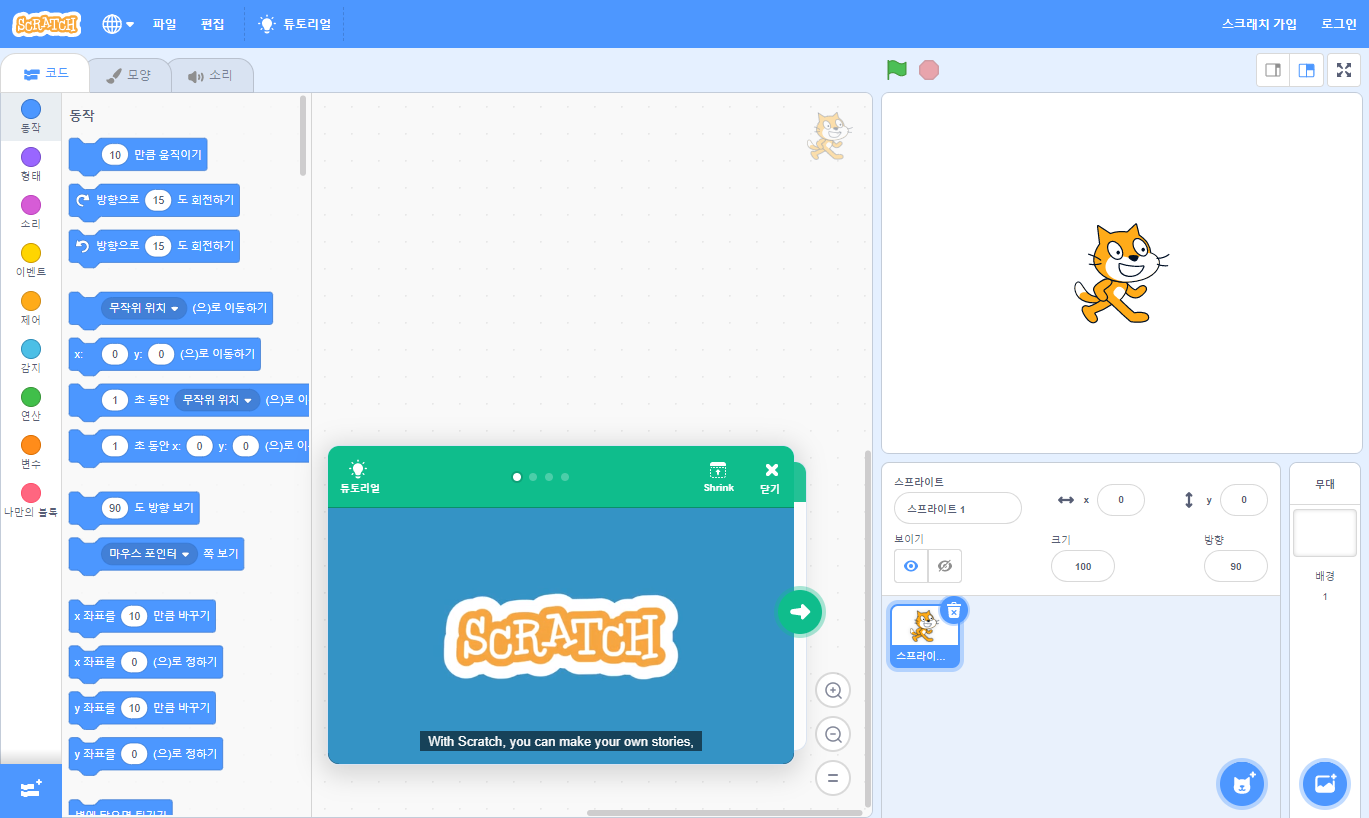 SCRATCH 파일 편집 튜토리얼 스크래치 가입 로그인
코드 모양 소리
동작
형태
소리
이벤트
제어
감지
연산
변수
나만의 블록
동작
10 만큼 움직이기
방향으로 15 도 회전하기
방향으로 15 도 회전하기
무작위 위치 (으)로 이동하기
x: 0 y: 0 (으)로 이동하기
1 초 동안 무작위 위치 (으)로 이
1 초 동안 x: 0 y: 0 (으)로 이
90 도 방향 보기
마우스 포인터 쪽 보기
x 좌표를 10 만큼 바꾸기
x 좌표를 0 (으)로 정하기
y 좌표를 10 만큼 바꾸기
y 좌표를 0 (으)로 정하기
튜토리얼 Shrink 닫기
SCRATCH
With Scratch, you can make your own stories,
스프라이트
스프라이트 1 x 0 y 0
보이기 크기 방향
100 90
스프라이...
무대
배경
1